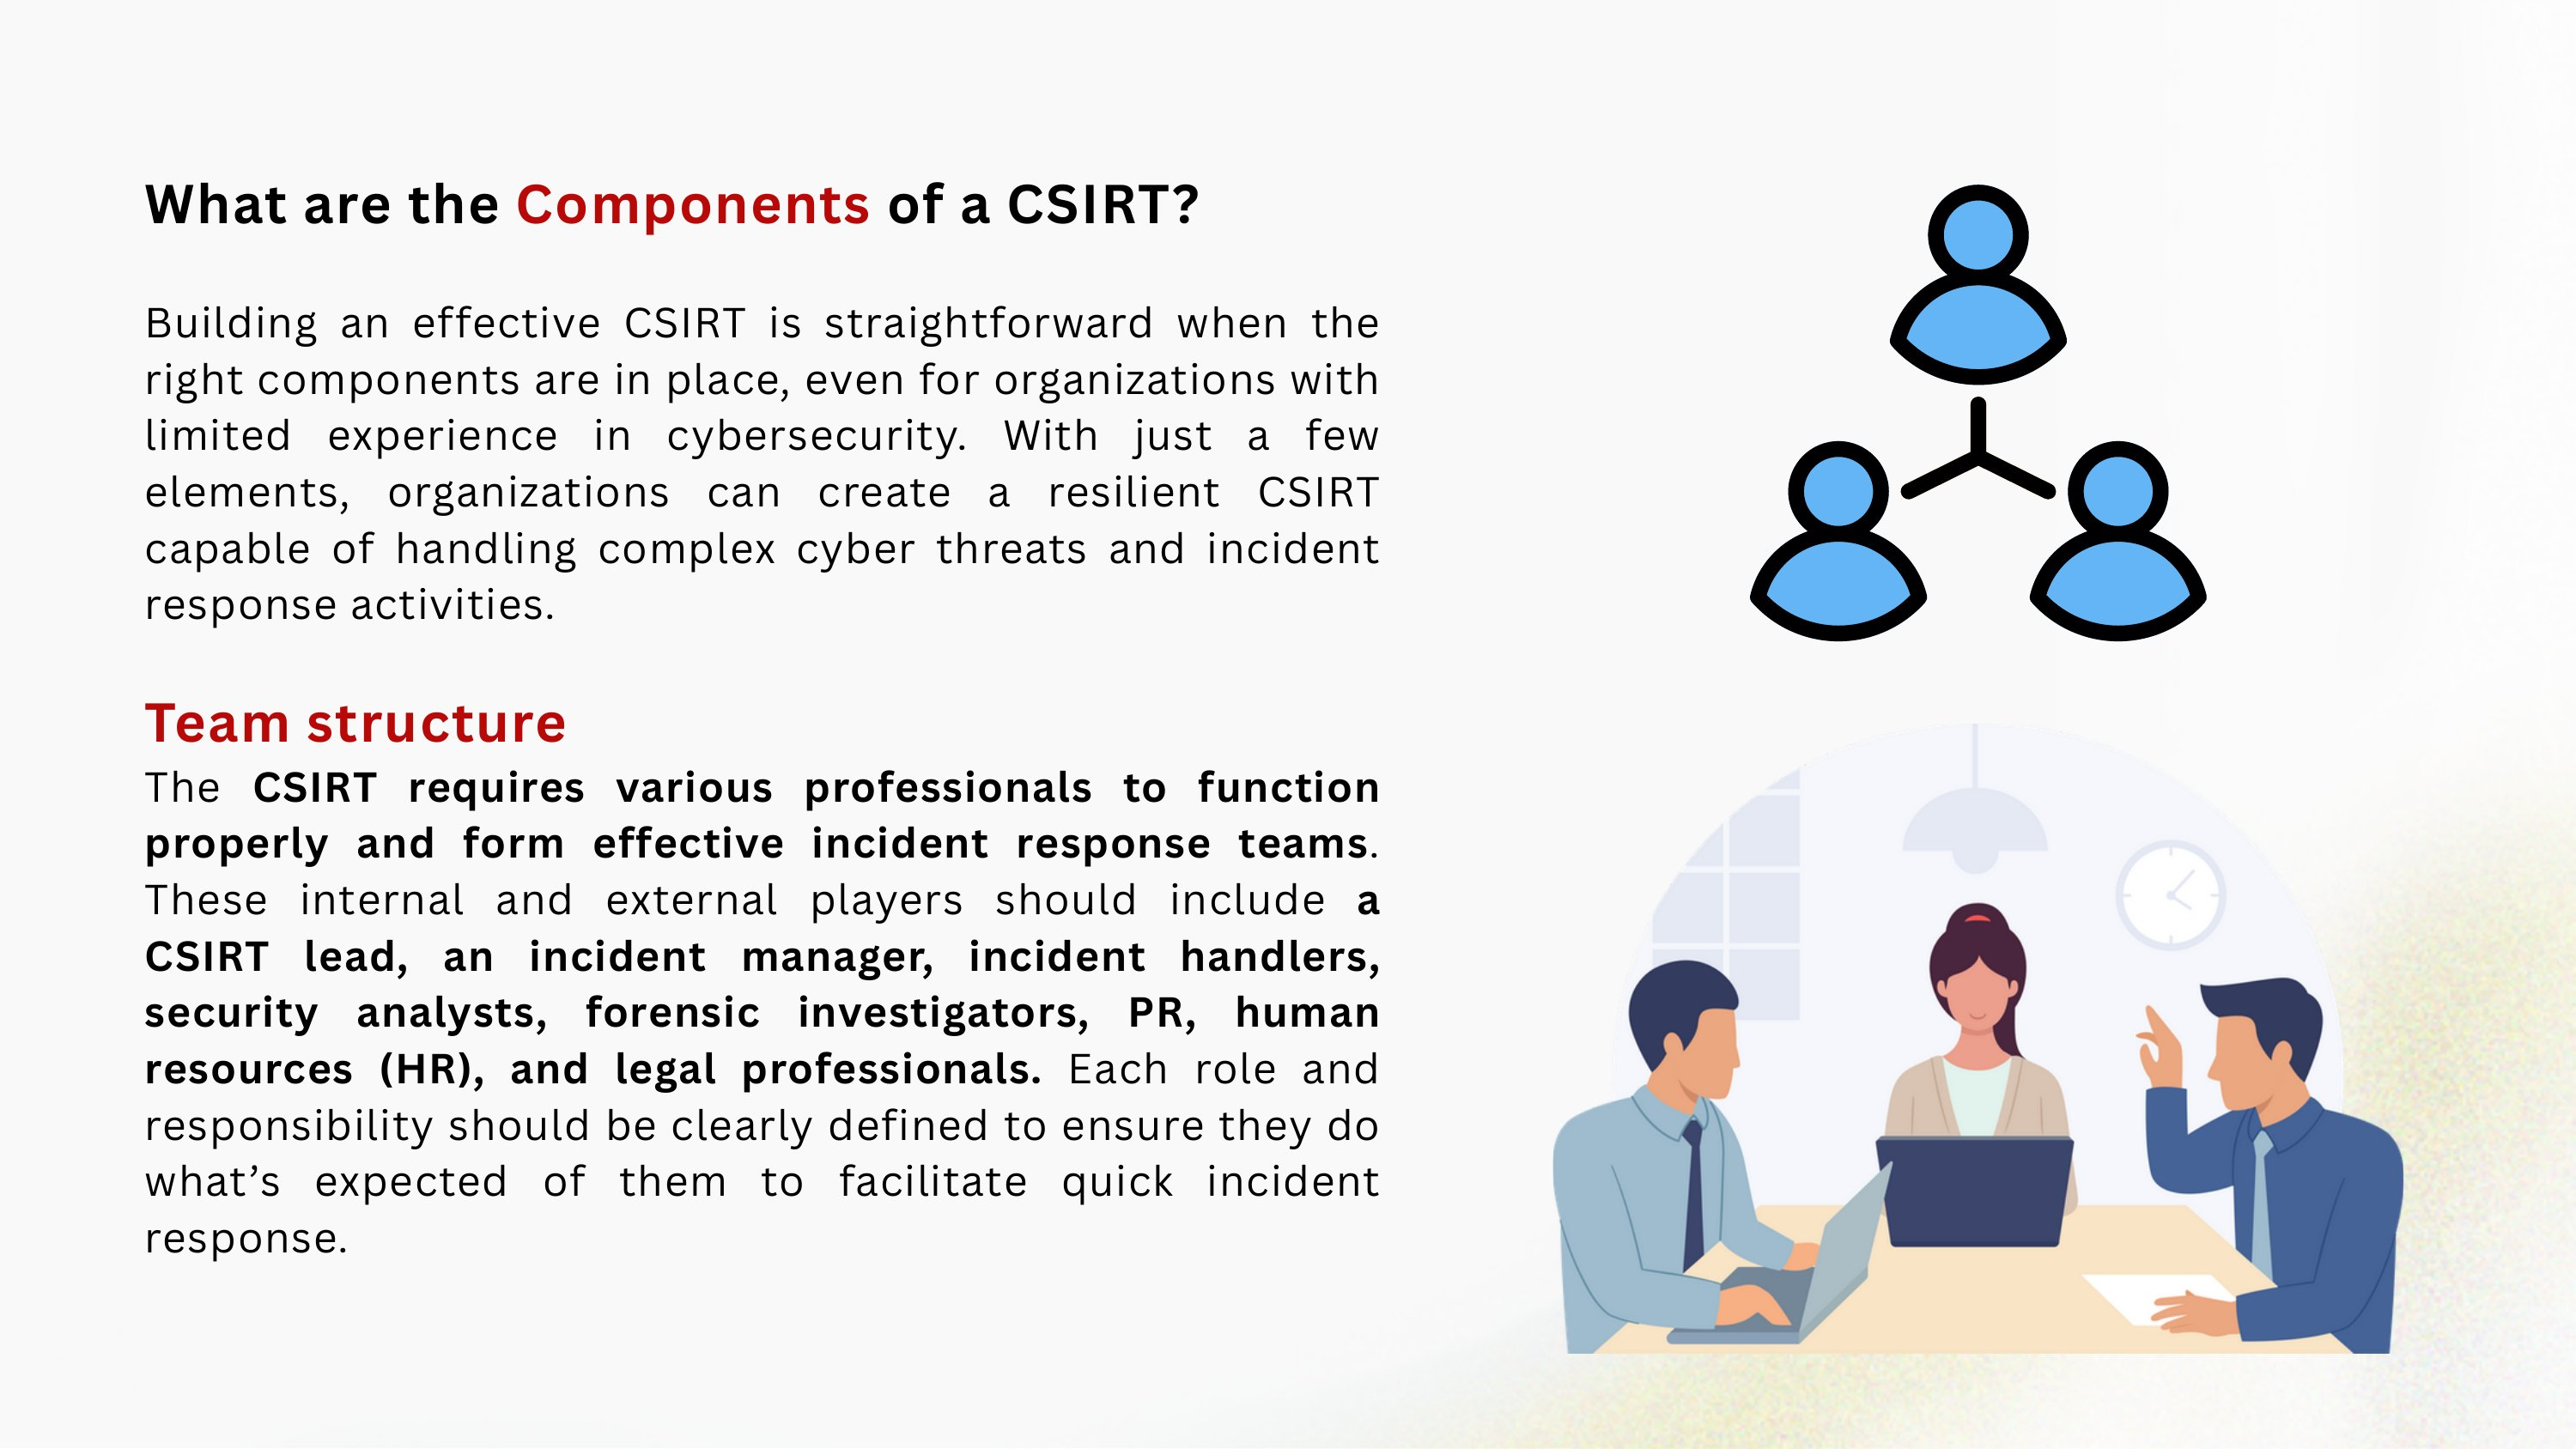 What are the Components of a CSIRT?
Building an effective CSIRT is straightforward when the
right components are in place, even for organizations with
limited experience in cybersecurity. With just a few
elements, organizations can create a resilient CSIRT
capable of handling complex cyber threats and incident
response activities.
Team structure
The CSIRT requires various professionals to function
properly and form effective incident response teams.
These internal and external players should include a
CSIRT lead, an incident manager, incident handlers,
security analysts, forensic investigators, PR, human
resources (HR), and legal professionals. Each role and
responsibility should be clearly defined to ensure they do
what’s expected of them to facilitate quick incident
response.